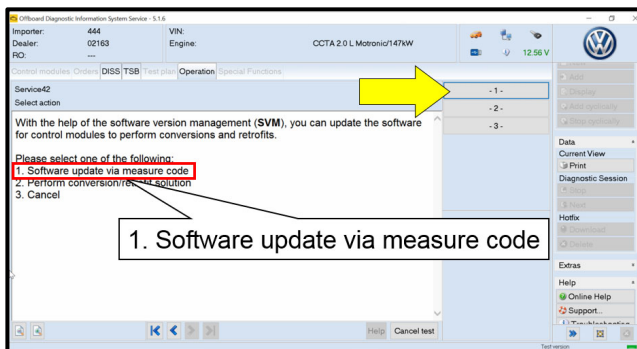 Offboard Diagnostic Information System Service - 5.1.6
Importer: 444 VIN:
Dealer: 02163 Engine: CCTA 2.0 L Motronic/147kW
RO: ---
12.56 V
Control modules Orders DISS TSB Test plan Operation Special Functions
Service42
Select action
With the help of the software version management (SVM), you can update the software
for control modules to perform conversions and retrofits.
Please select one of the following:
1. Software update via measure code
2. Perform conversion/retrofit solution
3. Cancel
1. Software update via measure code
- 1 -
- 2 -
- 3 -
Help Cancel test
Add
Display
Add cyclically
Stop cyclically
Data
Current View
Print
Diagnostic Session
Stop
Next
Hotfix
Download
Delete
Extras
Help
Online Help
Support...
Test version